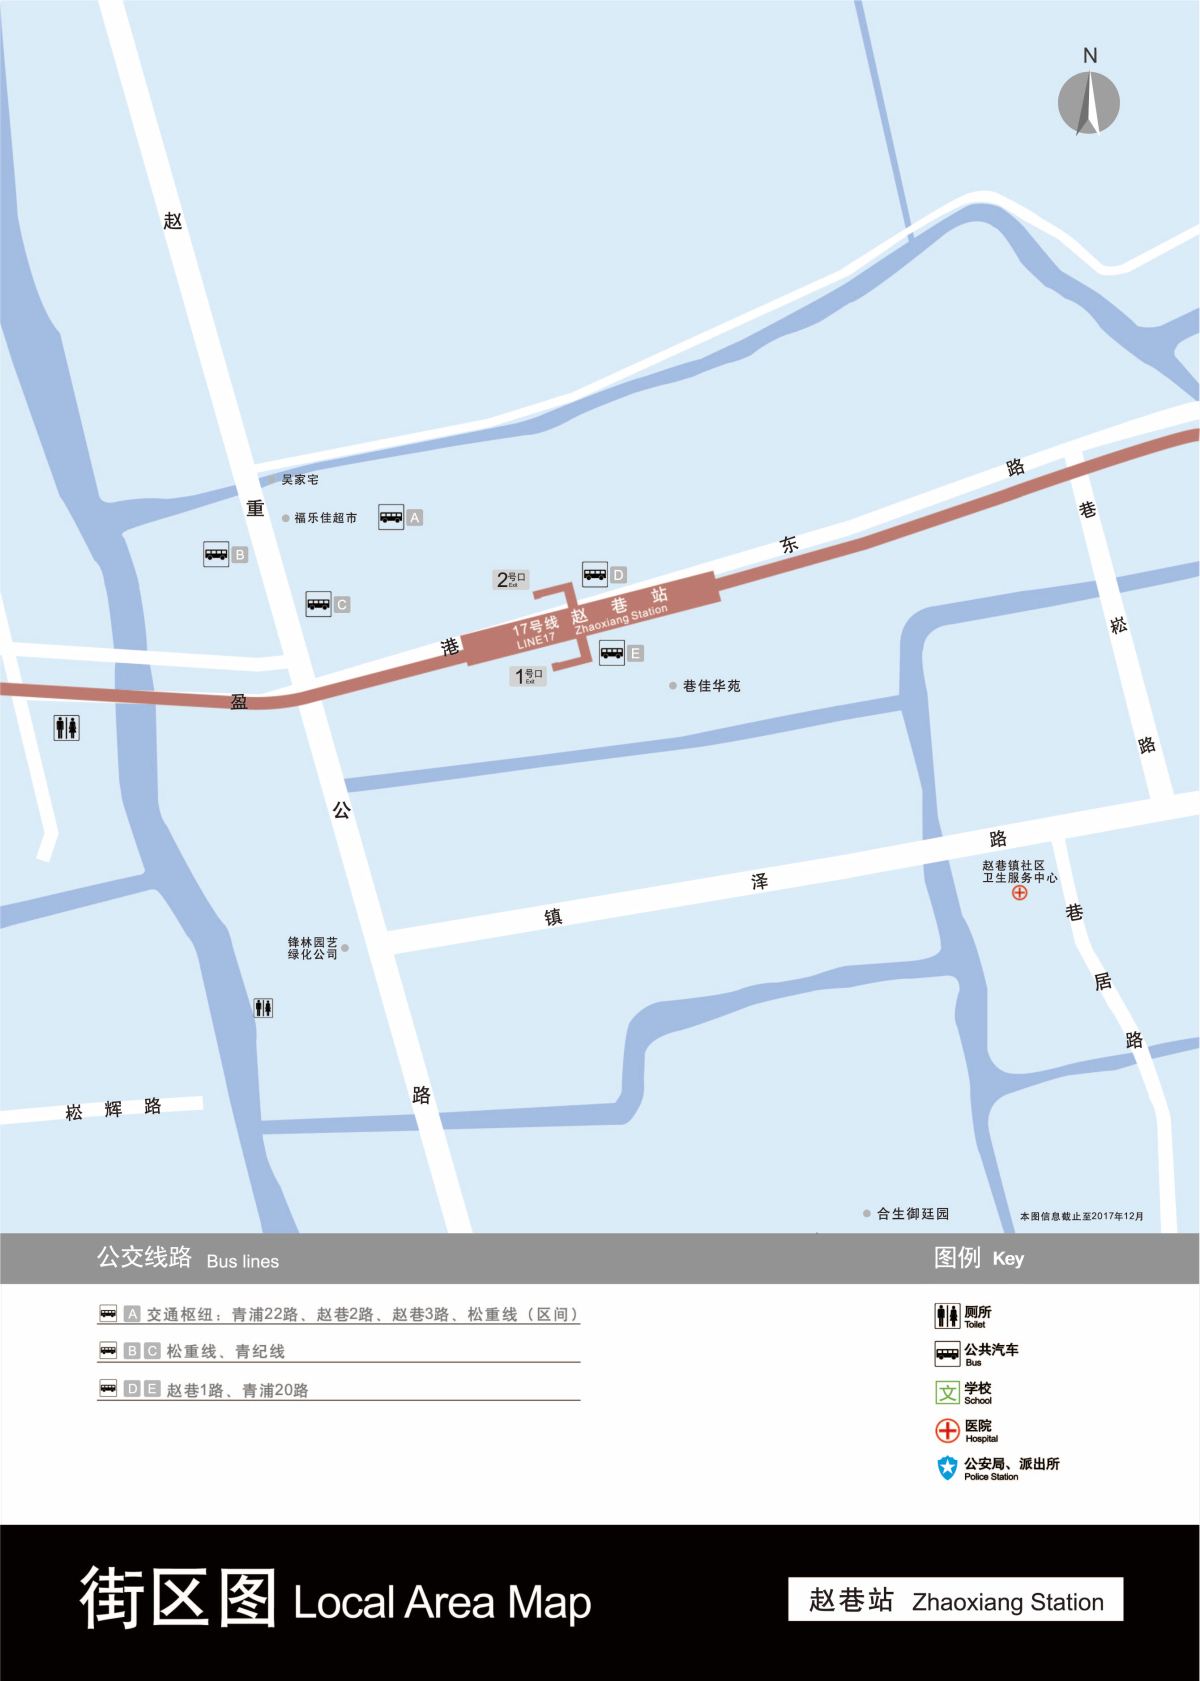 N
赵
重
公
路
吴家宅
福乐佳超市
A
B
C
2号口
Exit
D
17号线 赵巷站
LINE17 Zhaoxiang Station
1号口
Exit
E
盈
港
东
路
巷
崧
路
巷佳华苑
镇
泽
路
赵巷镇社区
卫生服务中心
巷
居
路
锋林园艺
绿化公司
崧 辉 路
合生御廷园
本图信息截止至2017年12月
公交线路 Bus lines
A 交通枢纽：青浦22路、赵巷2路、赵巷3路、松重线（区间）
B C 松重线、青纪线
D E 赵巷1路、青浦20路
图例 Key
厕所
Toilet
公共汽车
Bus
文 学校
School
医院
Hospital
公安局、派出所
Police Station
街区图 Local Area Map
赵巷站 Zhaoxiang Station